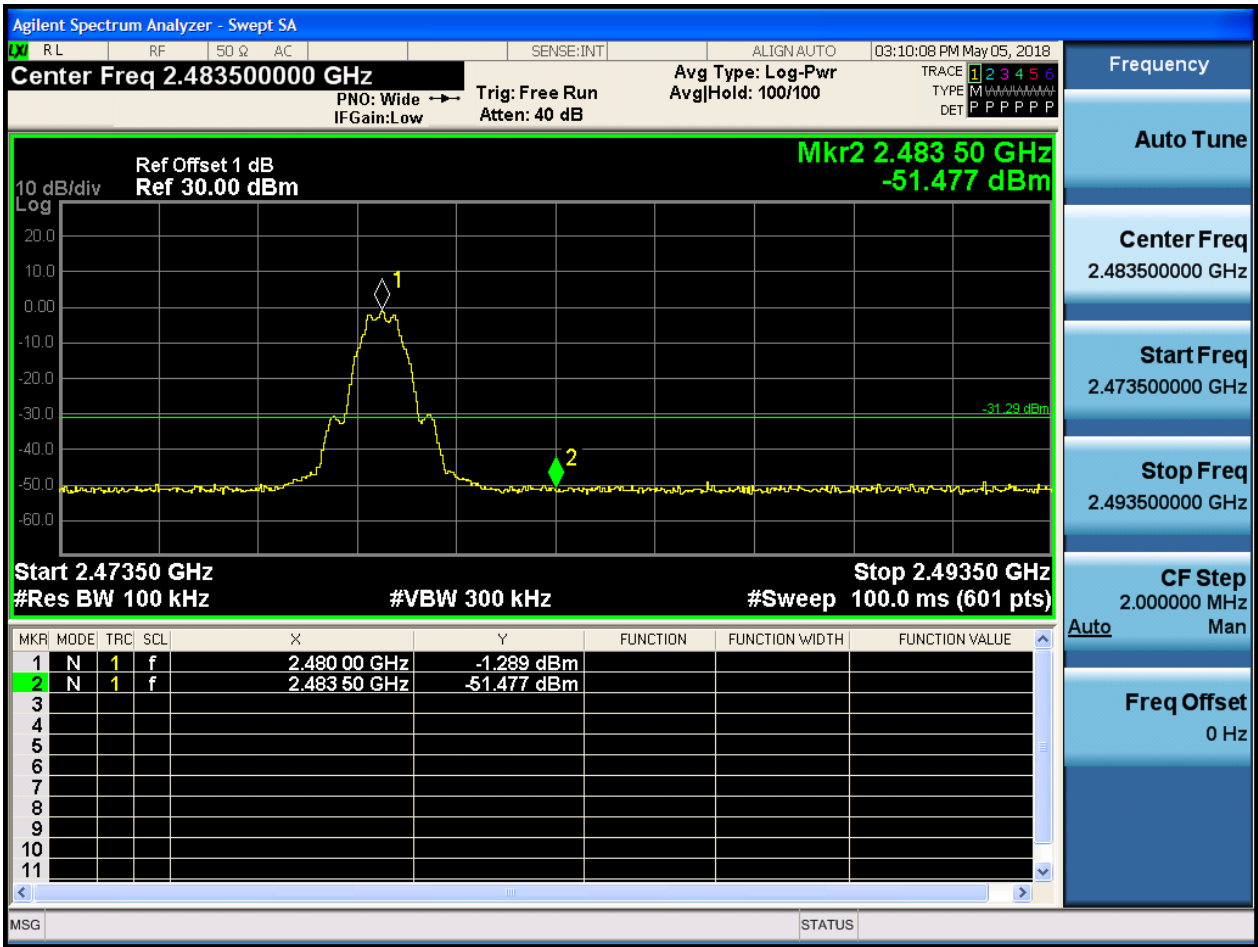 Agilent Spectrum Analyzer - Swept SA
LXI RL RF 50 Ω AC SENSE:INT ALIGN AUTO 03:10:08 PM May 05, 2018
Center Freq 2.483500000 GHz
PNO: Wide
IFGain:Low
Trig: Free Run
Atten: 40 dB
Avg Type: Log-Pwr
Avg|Hold: 100/100
TRACE 1 2 3 4 5 6
TYPE M WWWWW
DET P P P P P P
Mkr2 2.483 50 GHz
-51.477 dBm
Ref Offset 1 dB
10 dB/div Ref 30.00 dBm
Log
20.0
10.0
0.00
-10.0
-20.0
-30.0
-40.0
-50.0
-60.0
1
-31.29 dBm
2
Start 2.47350 GHz Stop 2.49350 GHz
#Res BW 100 kHz #VBW 300 kHz #Sweep 100.0 ms (601 pts)
MKR MODE TRC SCL X Y FUNCTION FUNCTION WIDTH FUNCTION VALUE
1 N 1 f 2.480 00 GHz -1.289 dBm
2 N 1 f 2.483 50 GHz -51.477 dBm
3
4
5
6
7
8
9
10
11
MSG STATUS
Frequency
Auto Tune
Center Freq
2.483500000 GHz
Start Freq
2.473500000 GHz
Stop Freq
2.493500000 GHz
CF Step
2.000000 MHz
Auto Man
Freq Offset
0 Hz